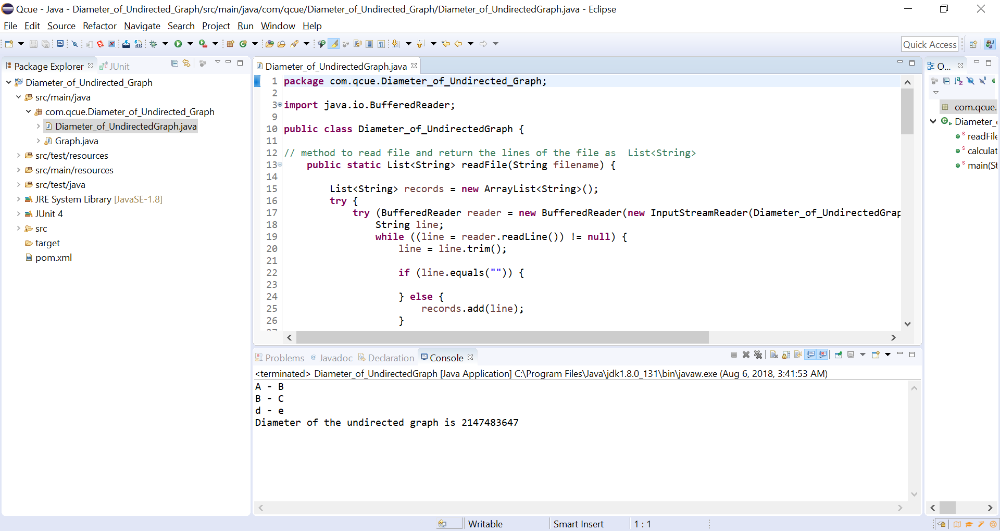 Qcue - Java - Diameter_of_Undirected_Graph/src/main/java/com/qcue/Diameter_of_Undirected_Graph/Diameter_of_UndirectedGraph.java - Eclipse
File Edit Source Refactor Navigate Search Project Run Window Help
Quick Access
Package Explorer JUnit
Diameter_of_Undirected_Graph
src/main/java
com.qcue.Diameter_of_Undirected_Graph
Diameter_of_UndirectedGraph.java
Graph.java
src/test/resources
src/main/resources
src/test/java
JRE System Library [JavaSE-1.8]
JUnit 4
src
target
pom.xml
Diameter_of_UndirectedGraph.java
1 package com.qcue.Diameter_of_Undirected_Graph;
2
3 import java.io.BufferedReader;
9
10 public class Diameter_of_UndirectedGraph {
11
12 // method to read file and return the lines of the file as  List<String>
13 public static List<String> readFile(String filename) {
14
15 List<String> records = new ArrayList<String>();
16 try {
17 try (BufferedReader reader = new BufferedReader(new InputStreamReader(Diameter_of_UndirectedGrap
18 String line;
19 while ((line = reader.readLine()) != null) {
20 line = line.trim();
21
22 if (line.equals("")) {
23
24 } else {
25 records.add(line);
26 }
O...
com.qcue.
Diameter_
readFile
calculat
main(St
Problems @ Javadoc Declaration Console
<terminated> Diameter_of_UndirectedGraph [Java Application] C:\Program Files\Java\jdk1.8.0_131\bin\javaw.exe (Aug 6, 2018, 3:41:53 AM)
A - B
B - C
d - e
Diameter of the undirected graph is 2147483647
Writable Smart Insert 1 : 1